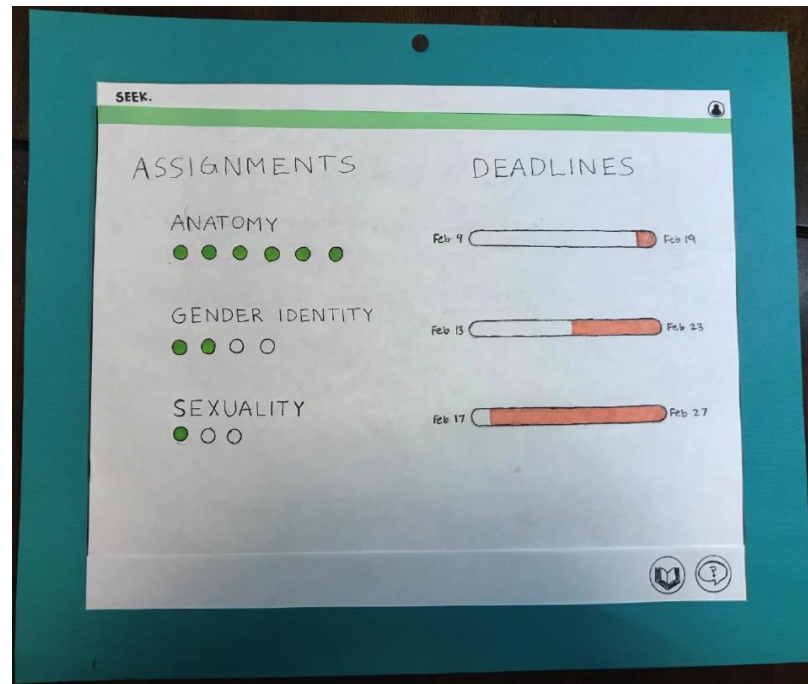 SEEK.
ASSIGNMENTS
DEADLINES
ANATOMY
Feb 9
Feb 19
GENDER IDENTITY
Feb 13
Feb 23
SEXUALITY
Feb 17
Feb 27
?